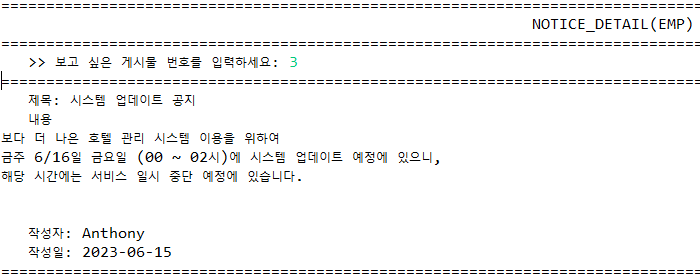 ================================================================================
NOTICE_DETAIL(EMP)
================================================================================
>> 보고 싶은 게시물 번호를 입력하세요: 3
================================================================================
제목: 시스템 업데이트 공지
내용
보다 더 나은 호텔 관리 시스템 이용을 위하여
금주 6/16일 금요일 (00 ~ 02시)에 시스템 업데이트 예정에 있으니,
해당 시간에는 서비스 일시 중단 예정에 있습니다.
작성자: Anthony
작성일: 2023-06-15
================================================================================